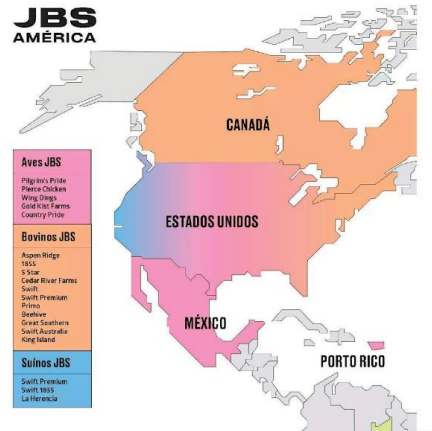 JBS
AMÉRICA
CANADÁ
ESTADOS UNIDOS
MÉXICO
PORTO RICO
Aves JBS
Pilgrim's Pride
Pierce Chicken
Wing Dings
Gold Kist Farms
Country Pride
Bovinos JBS
Aspen Ridge
1855
5 Star
Cedar River Farms
Swift
Swift Premium
Primo
Beehive
Great Southern
Swift Australia
King Island
Suínos JBS
Swift Premium
Swift 1855
La Herencia